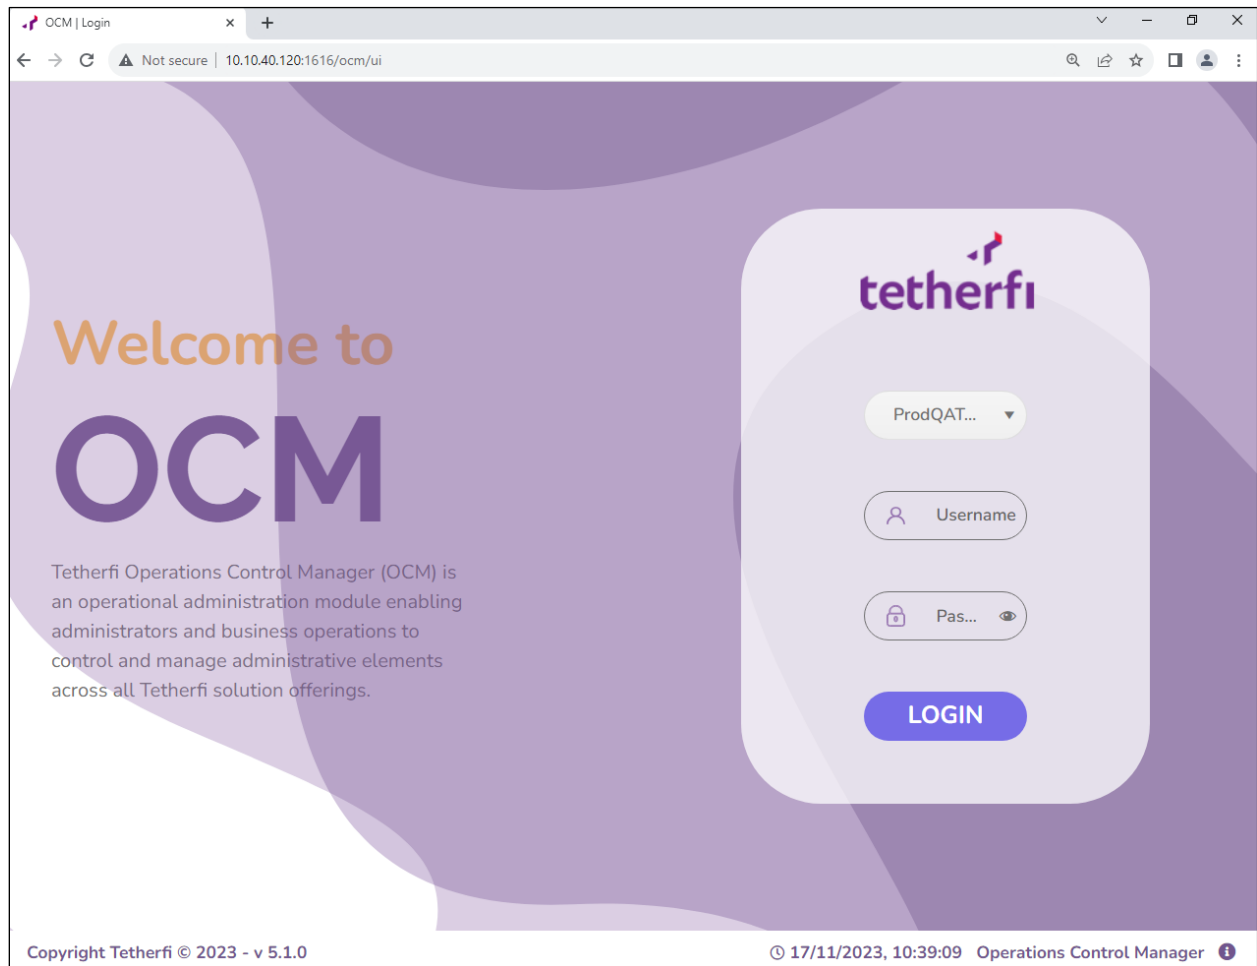 OCM | Login
Not secure | 10.10.40.120:1616/ocm/ui
tetherfi
Welcome to
OCM
Tetherfi Operations Control Manager (OCM) is
an operational administration module enabling
administrators and business operations to
control and manage administrative elements
across all Tetherfi solution offerings.
ProdQAT...
Username
Pas...
LOGIN
Copyright Tetherfi © 2023 - v 5.1.0
17/11/2023, 10:39:09 Operations Control Manager